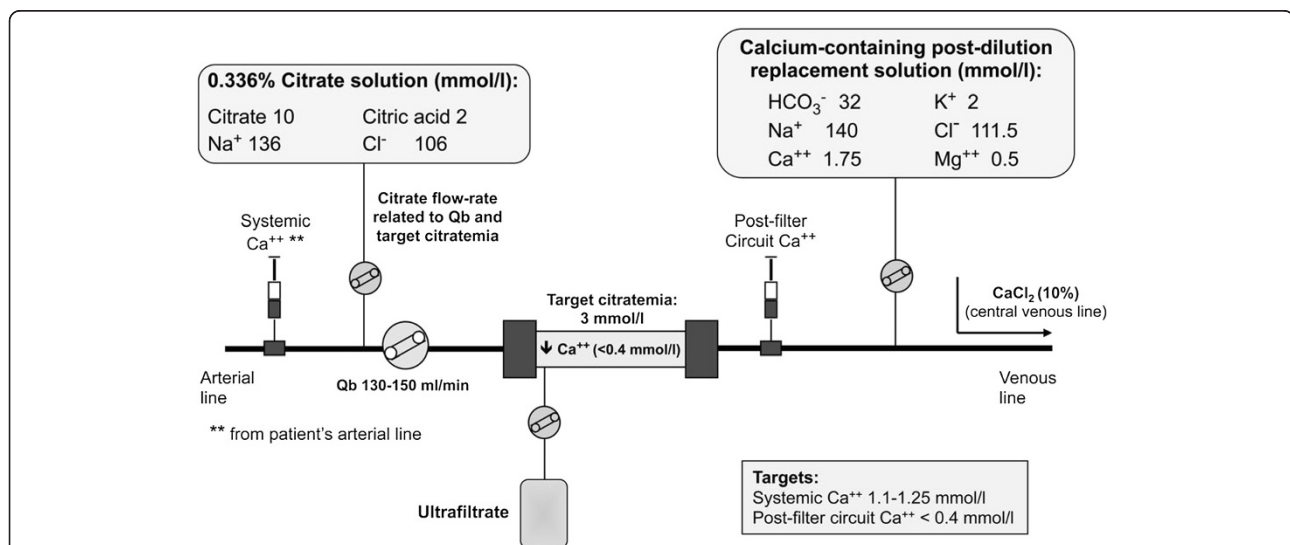 0.336% Citrate solution (mmol/l):
Citrate 10 Citric acid 2
Na⁺ 136 Cl⁻ 106
Calcium-containing post-dilution
replacement solution (mmol/l):
HCO₃⁻ 32 K⁺ 2
Na⁺ 140 Cl⁻ 111.5
Ca⁺⁺ 1.75 Mg⁺⁺ 0.5
Systemic
Ca⁺⁺ **
Citrate flow-rate
related to Qb and
target citratemia
Post-filter
Circuit Ca⁺⁺
Target citratemia:
3 mmol/l
↓ Ca⁺⁺ (<0.4 mmol/l)
CaCl₂ (10%)
(central venous line)
Arterial
line
Qb 130-150 ml/min
Venous
line
** from patient's arterial line
Ultrafiltrate
Targets:
Systemic Ca⁺⁺ 1.1-1.25 mmol/l
Post-filter circuit Ca⁺⁺ < 0.4 mmol/l